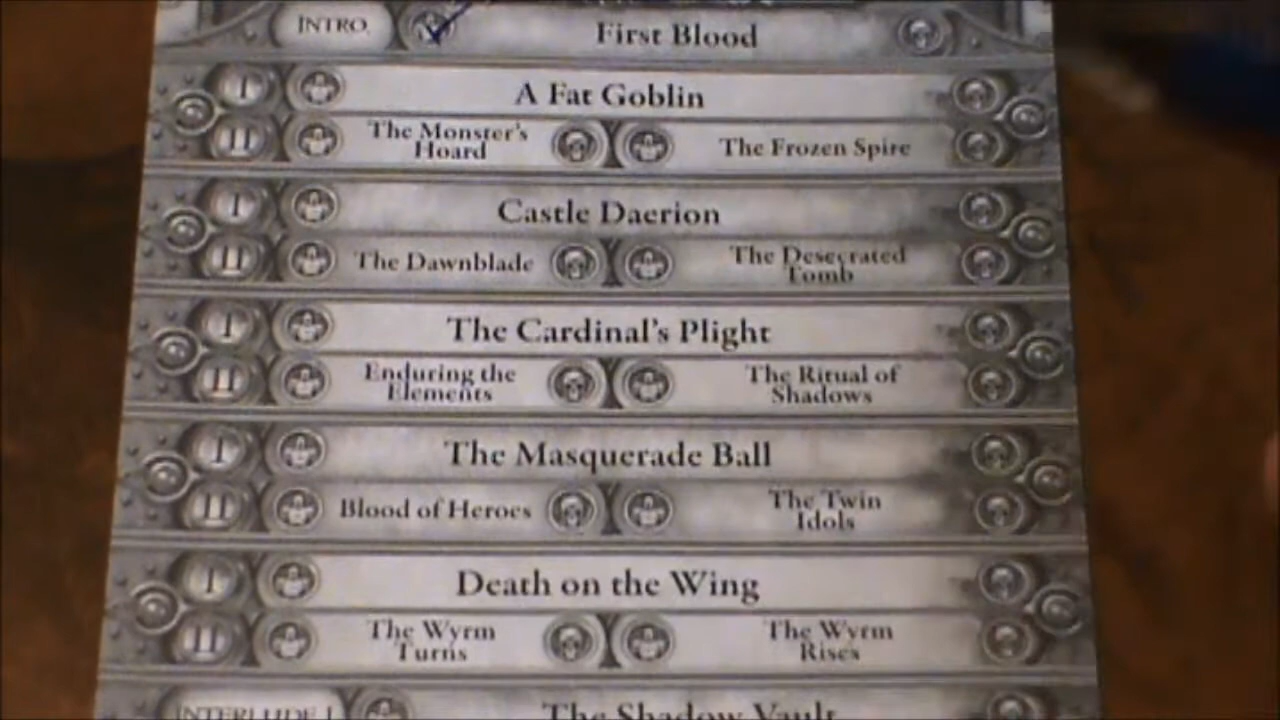 INTRO. First Blood
I A Fat Goblin
II The Monster's
Hoard
The Frozen Spire
I Castle Daerion
II The Dawnblade
The Desecrated
Tomb
I The Cardinal's Plight
II Enduring the
Elements
The Ritual of
Shadows
I The Masquerade Ball
II Blood of Heroes
The Twin
Idols
I Death on the Wing
II The Wyrm
Turns
The Wyrm
Rises
INTERLUDE I The Shadow Vault